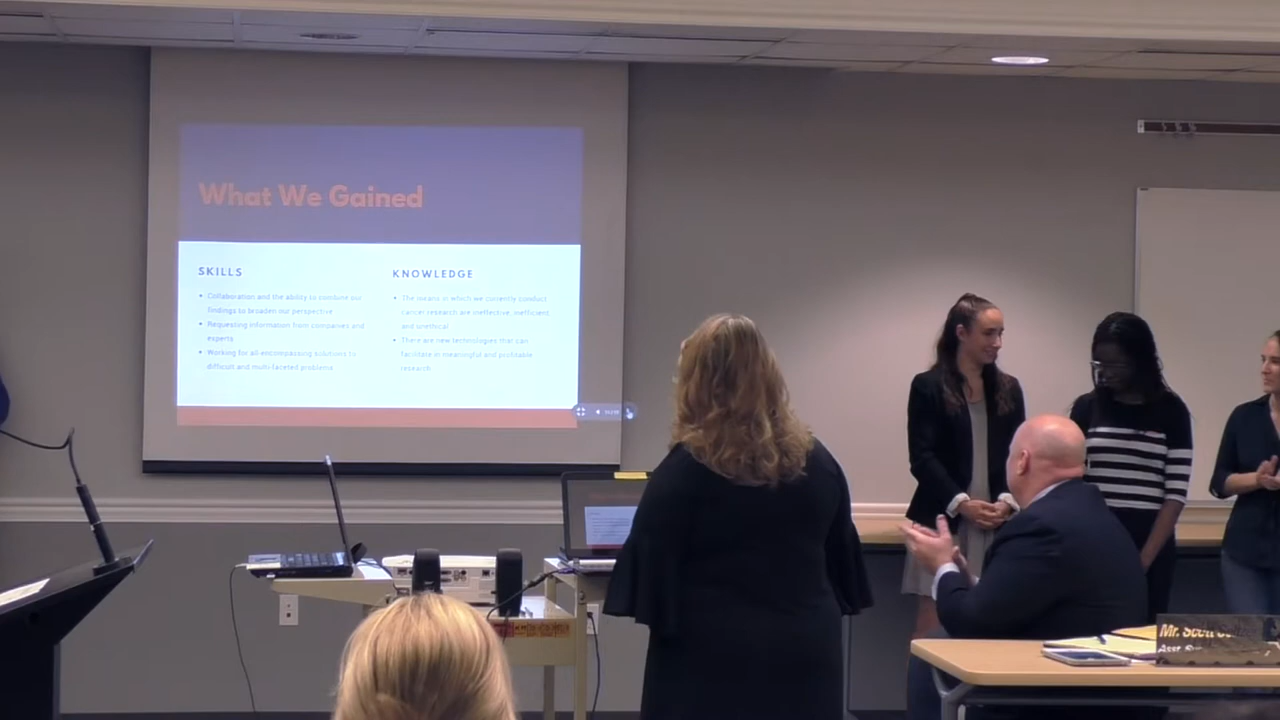 What We Gained
SKILLS
• Collaboration and the ability to combine our
findings to broaden our perspective
• Requesting information from companies and
experts
• Working for all-encompassing solutions to
difficult and multi-faceted problems
KNOWLEDGE
• The means in which we currently conduct
cancer research are ineffective, inefficient
and unethical
• There are new technologies that can
facilitate in meaningful and profitable
research
Mr. Scott